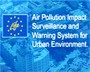 Air Pollution Impact
Surveillance and
Warning System for
Urban Environment.